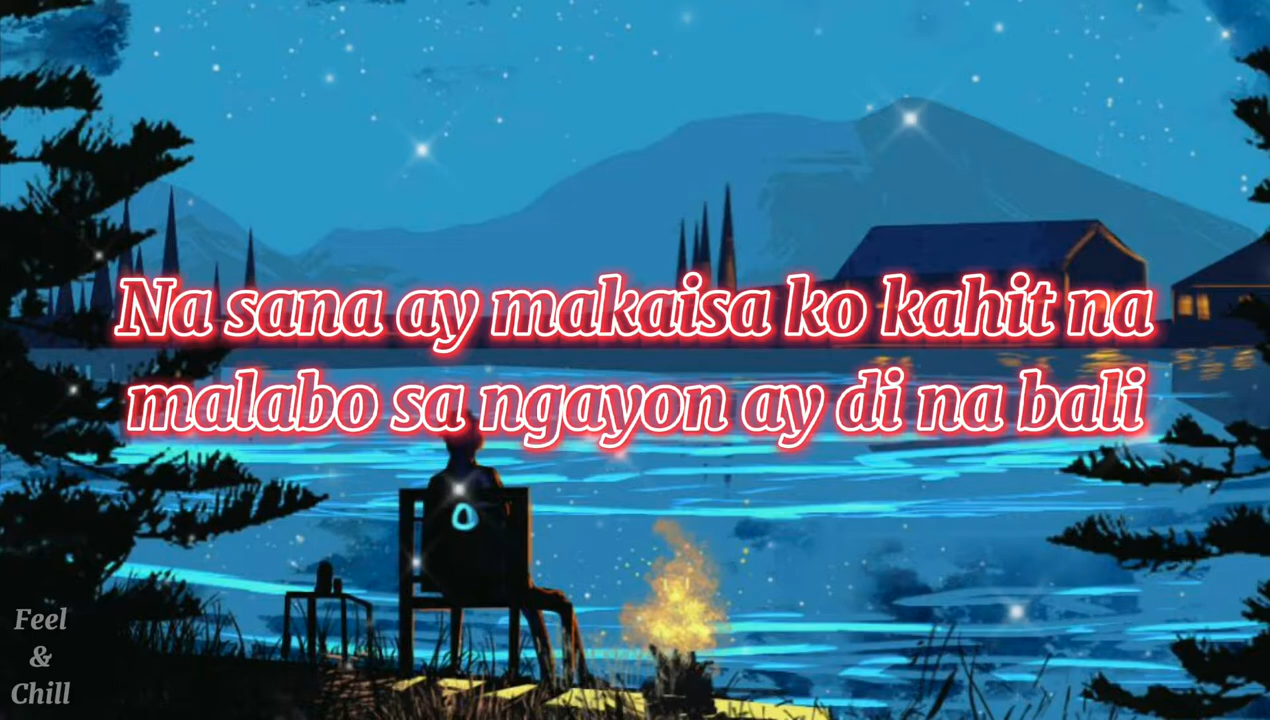 Na sana ay makaisa ko kahit na
malabo sa ngayon ay di na bali
Feel
&
Chill